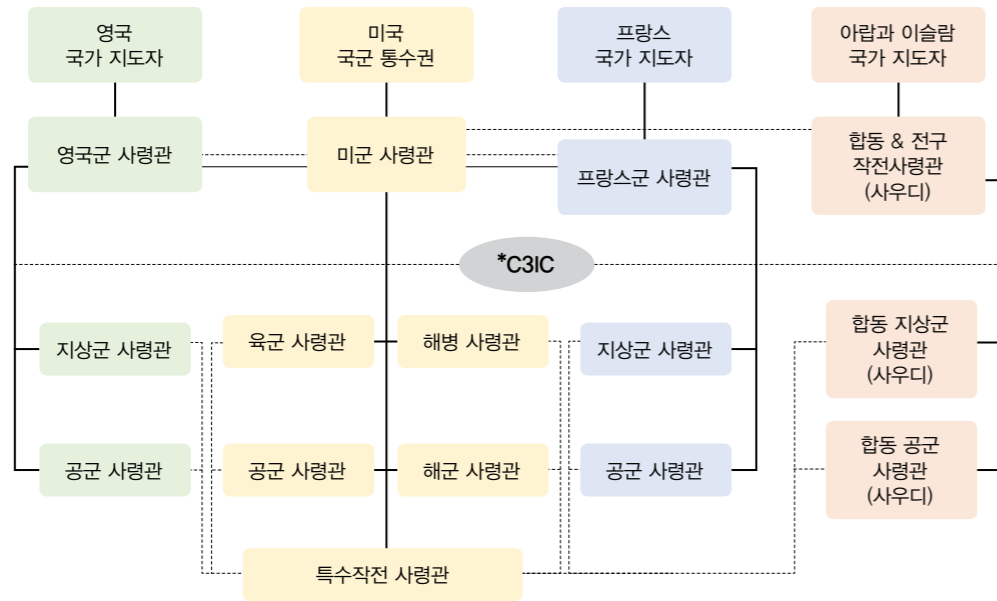 영국
국가 지도자
미국
국군 통수권
프랑스
국가 지도자
아랍과 이슬람
국가 지도자
영국군 사령관
미군 사령관
프랑스군 사령관
합동 & 전구
작전사령관
(사우디)
*C3IC
지상군 사령관
육군 사령관
해병 사령관
지상군 사령관
합동 지상군
사령관
(사우디)
공군 사령관
공군 사령관
해군 사령관
공군 사령관
합동 공군
사령관
(사우디)
특수작전 사령관